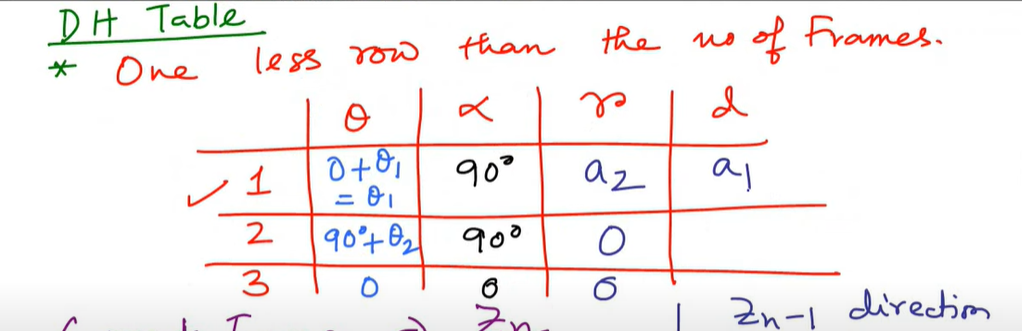 DH Table
* One less row than the no of Frames.
θ α r d
✓ 1 0+θ1 90° a2 a1
= θ1
2 90°+θ2 90° 0
3 0 0 0
Zn-1 direction